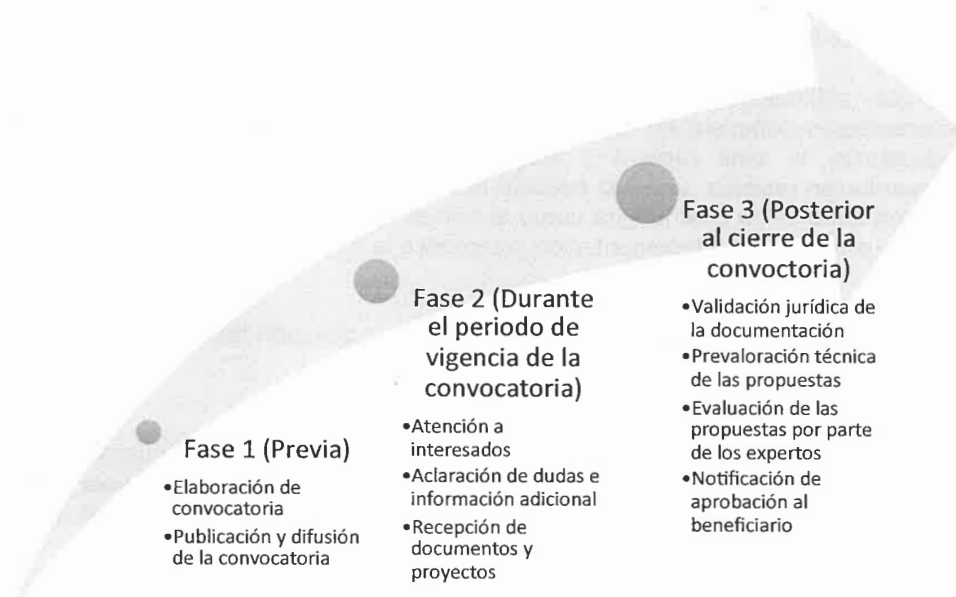 Fase 1 (Previa)
•Elaboración de
convocatoria
•Publicación y difusión
de la convocatoria
Fase 2 (Durante
el periodo de
vigencia de la
convocatoria)
•Atención a
interesados
•Aclaración de dudas e
información adicional
•Recepción de
documentos y
proyectos
Fase 3 (Posterior
al cierre de la
convoctoria)
•Validación jurídica de
la documentación
•Prevaloración técnica
de las propuestas
•Evaluación de las
propuestas por parte
de los expertos
•Notificación de
aprobación al
beneficiario